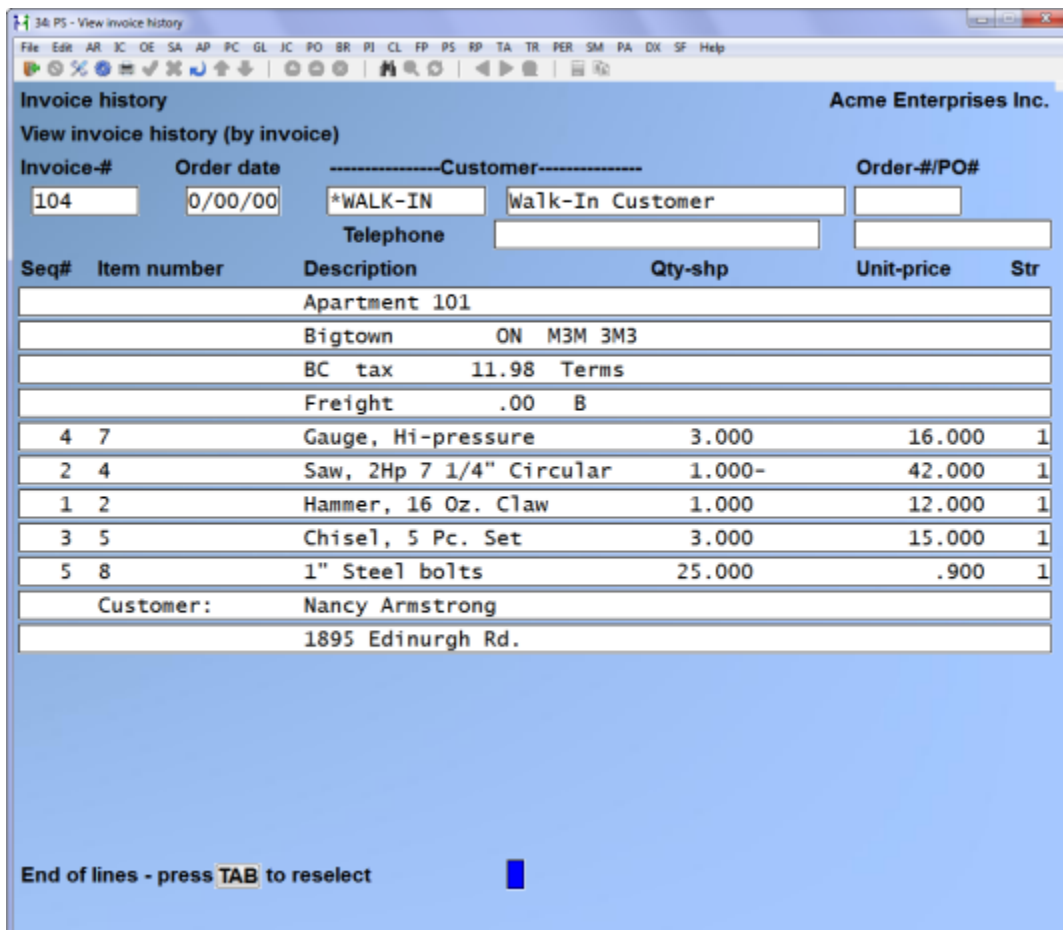 34: PS - View invoice history
File Edit AR IC OE SA AP PC GL JC PO BR PI CL FP PS RP TA TR PER SM PA DX SF Help
Invoice history Acme Enterprises Inc.
View invoice history (by invoice)
Invoice-# Order date ----------------Customer--------------- Order-#/PO#
104 0/00/00 *WALK-IN Walk-In Customer
Telephone
Seq# Item number Description Qty-shp Unit-price Str
Apartment 101
Bigtown ON M3M 3M3
BC tax 11.98 Terms
Freight .00 B
4 7 Gauge, Hi-pressure 3.000 16.000 1
2 4 Saw, 2Hp 7 1/4" Circular 1.000- 42.000 1
1 2 Hammer, 16 Oz. Claw 1.000 12.000 1
3 5 Chisel, 5 Pc. Set 3.000 15.000 1
5 8 1" Steel bolts 25.000 .900 1
Customer: Nancy Armstrong
1895 Edinurgh Rd.
End of lines - press TAB to reselect